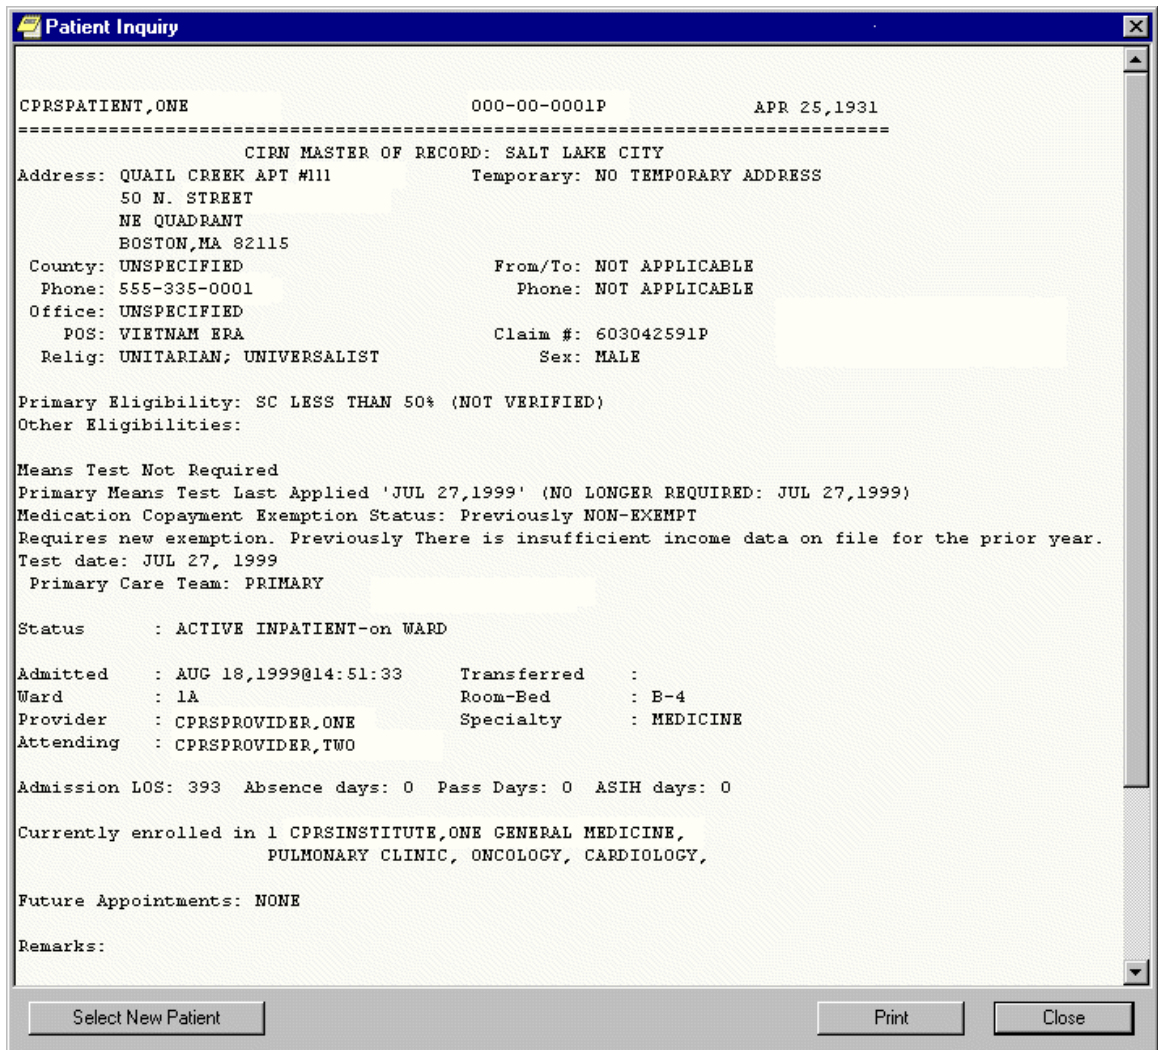 Patient Inquiry
CPRSPATIENT,ONE 000-00-0001P APR 25,1931
==============================================================================
CIRN MASTER OF RECORD: SALT LAKE CITY
Address: QUAIL CREEK APT #111 Temporary: NO TEMPORARY ADDRESS
50 N. STREET
NE QUADRANT
BOSTON,MA 82115
County: UNSPECIFIED From/To: NOT APPLICABLE
Phone: 555-335-0001 Phone: NOT APPLICABLE
Office: UNSPECIFIED
POS: VIETNAM ERA Claim #: 603042591P
Relig: UNITARIAN; UNIVERSALIST Sex: MALE
Primary Eligibility: SC LESS THAN 50% (NOT VERIFIED)
Other Eligibilities:
Means Test Not Required
Primary Means Test Last Applied 'JUL 27,1999' (NO LONGER REQUIRED: JUL 27,1999)
Medication Copayment Exemption Status: Previously NON-EXEMPT
Requires new exemption. Previously There is insufficient income data on file for the prior year.
Test date: JUL 27, 1999
Primary Care Team: PRIMARY
Status : ACTIVE INPATIENT-on WARD
Admitted : AUG 18,1999@14:51:33 Transferred :
Ward : 1A Room-Bed : B-4
Provider : CPRSPROVIDER,ONE Specialty : MEDICINE
Attending : CPRSPROVIDER,TWO
Admission LOS: 393 Absence days: 0 Pass Days: 0 ASIH days: 0
Currently enrolled in 1 CPRSINSTITUTE,ONE GENERAL MEDICINE,
PULMONARY CLINIC, ONCOLOGY, CARDIOLOGY,
Future Appointments: NONE
Remarks:
Select New Patient Print Close